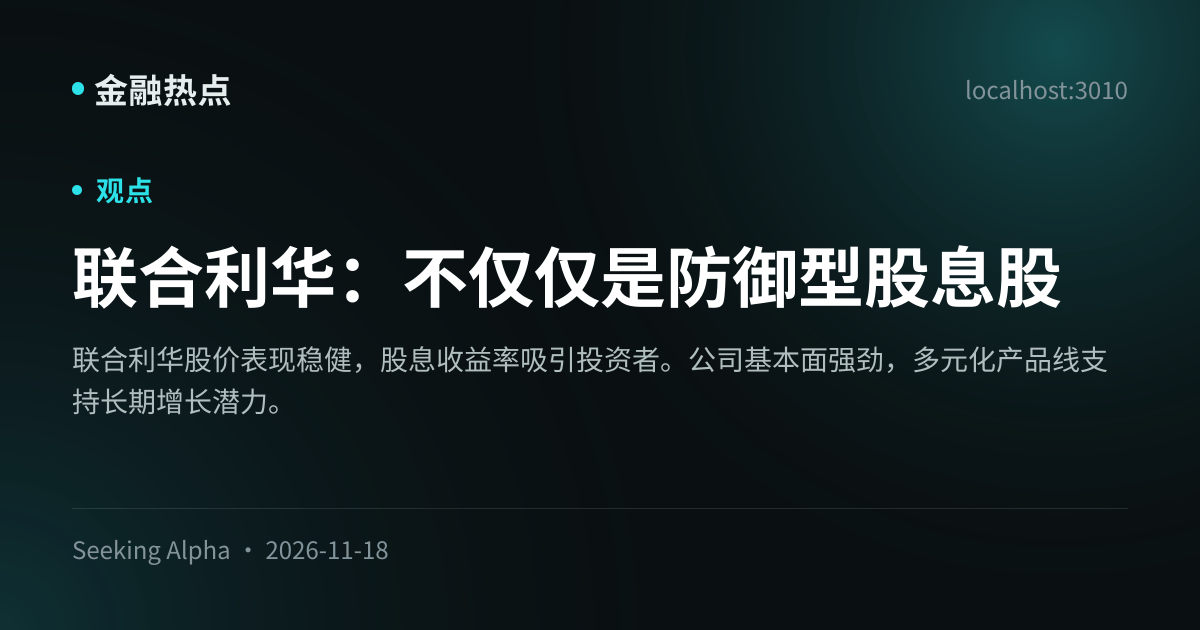 金融热点
localhost:3010
观点
联合利华：不仅仅是防御型股息股
联合利华股价表现稳健，股息收益率吸引投资者。公司基本面强劲，多元化产品线支
持长期增长潜力。
Seeking Alpha · 2026-11-18